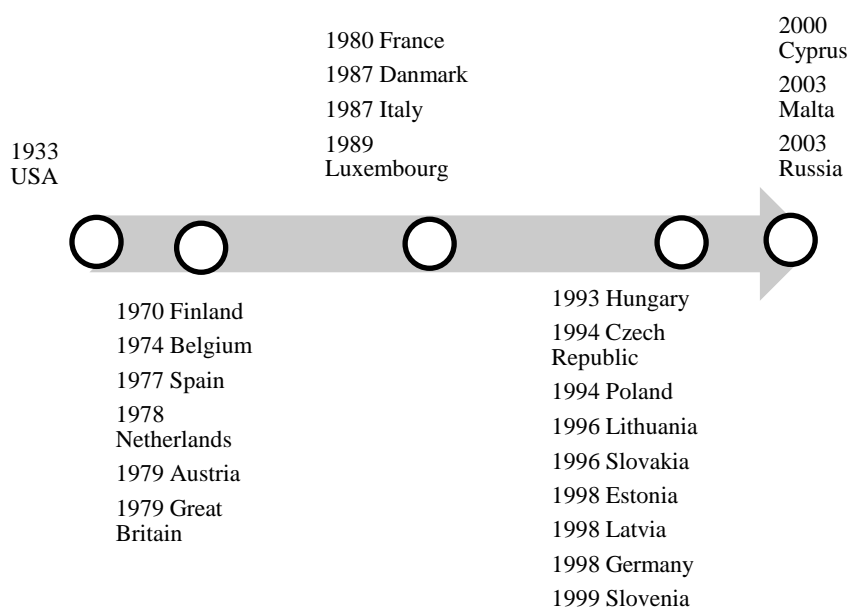 1933
USA
1970 Finland
1974 Belgium
1977 Spain
1978
Netherlands
1979 Austria
1979 Great
Britain
1980 France
1987 Danmark
1987 Italy
1989
Luxembourg
1993 Hungary
1994 Czech
Republic
1994 Poland
1996 Lithuania
1996 Slovakia
1998 Estonia
1998 Latvia
1998 Germany
1999 Slovenia
2000
Cyprus
2003
Malta
2003
Russia